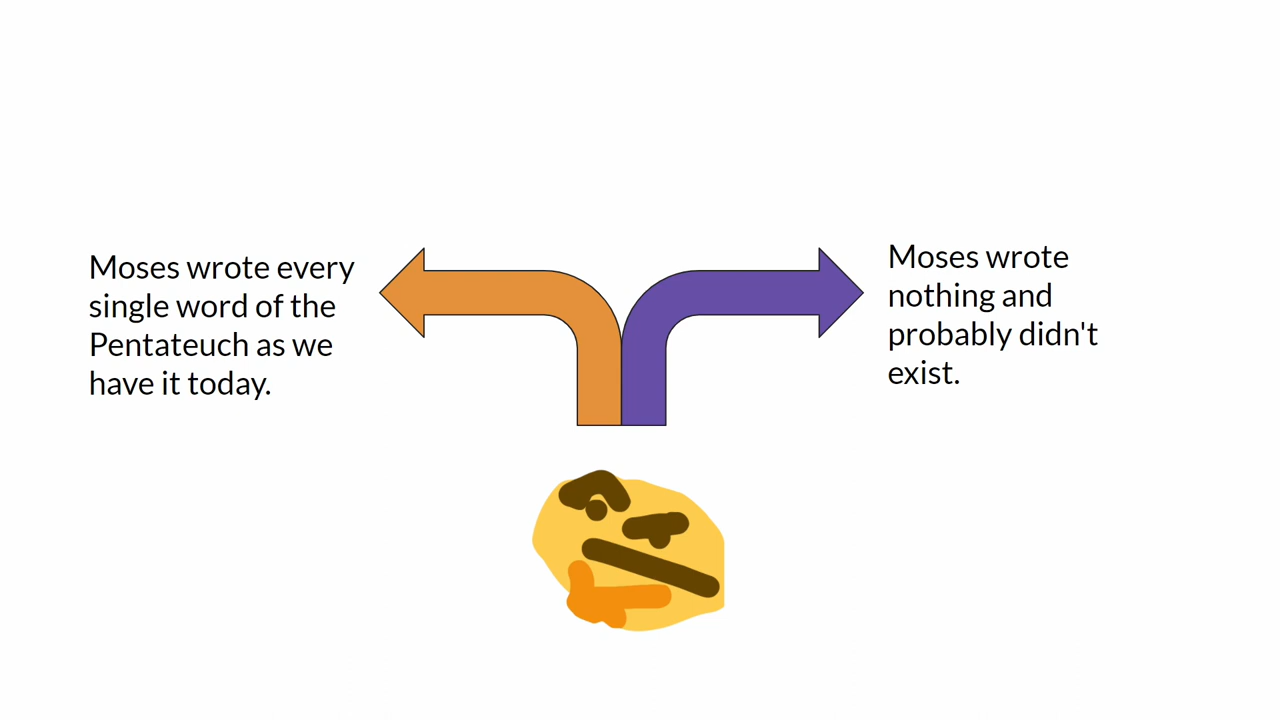 Moses wrote every
single word of the
Pentateuch as we
have it today.
Moses wrote
nothing and
probably didn't
exist.